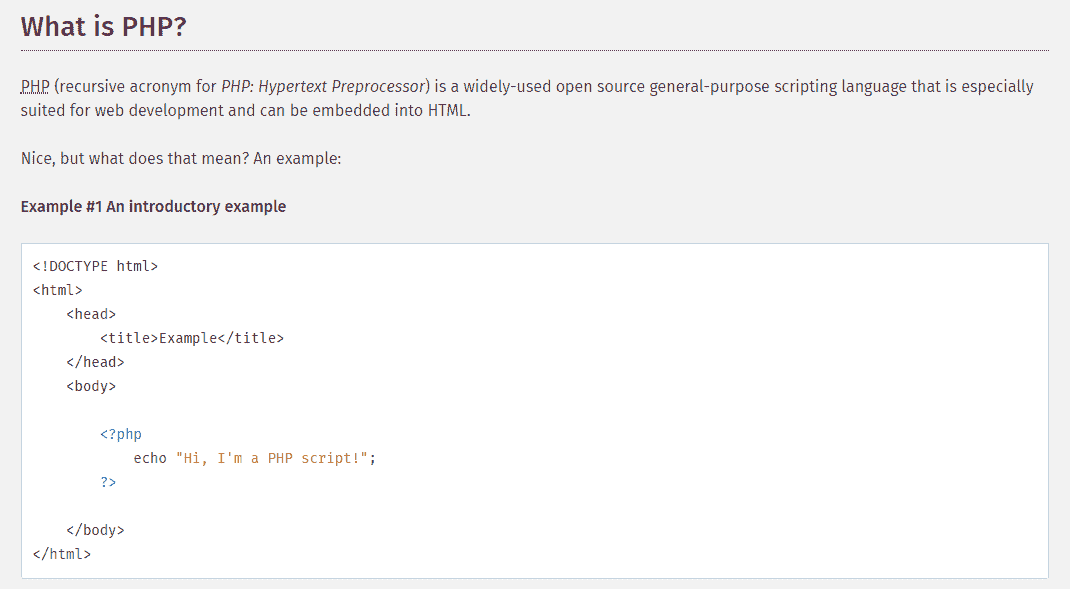 What is PHP?
PHP (recursive acronym for PHP: Hypertext Preprocessor) is a widely-used open source general-purpose scripting language that is especially
suited for web development and can be embedded into HTML.
Nice, but what does that mean? An example:
Example #1 An introductory example
<!DOCTYPE html>
<html>
    <head>
        <title>Example</title>
    </head>
    <body>
        <?php
            echo "Hi, I'm a PHP script!";
        ?>
    </body>
</html>